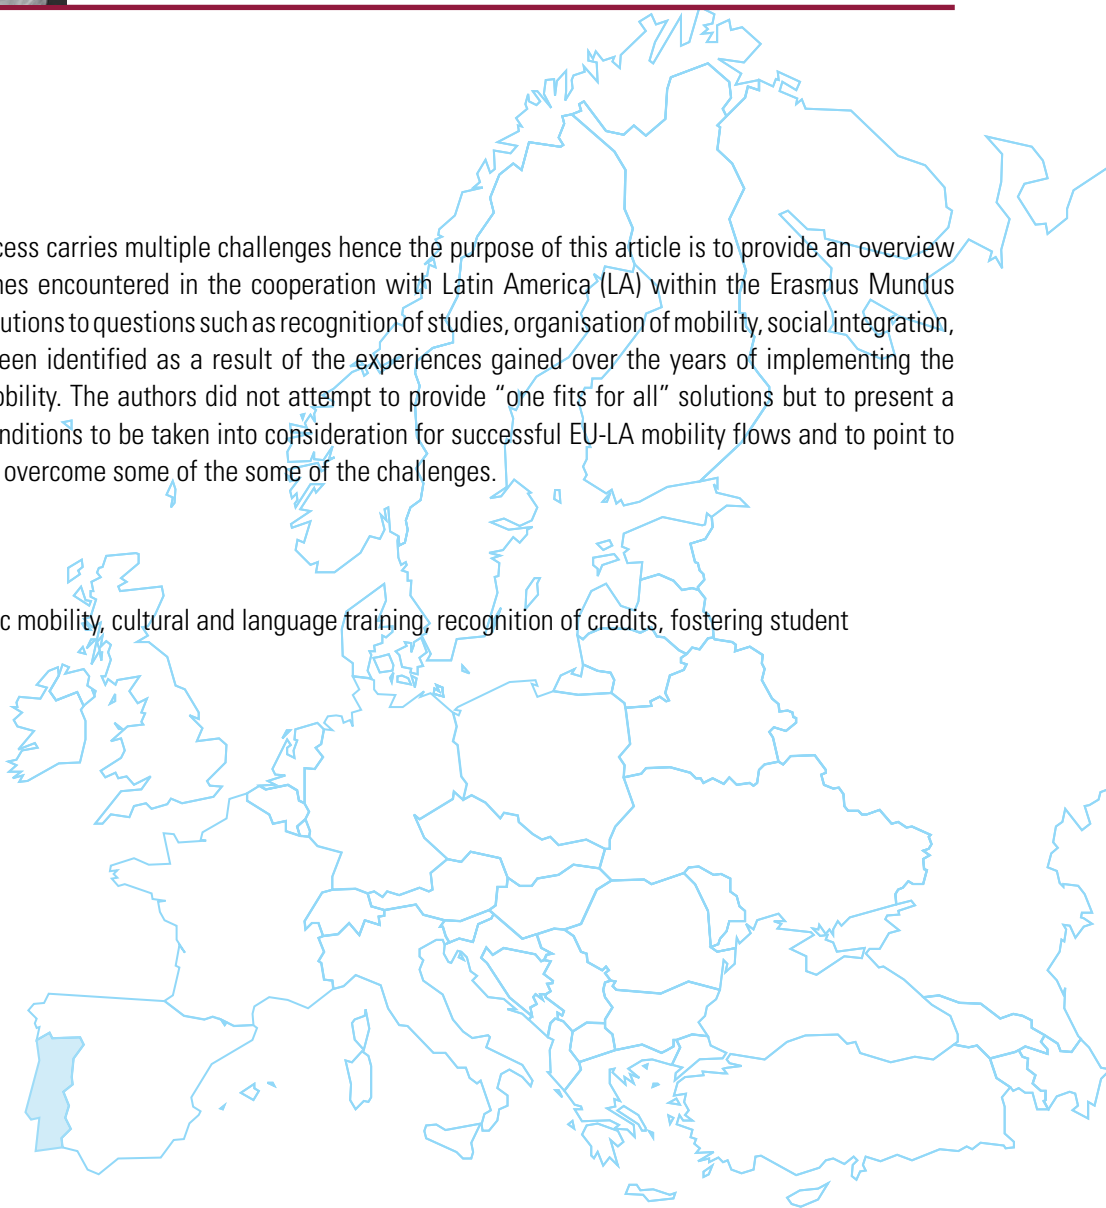 cess carries multiple challenges hence the purpose of this article is to provide an overview
nes encountered in the cooperation with Latin America (LA) within the Erasmus Mundus
utions to questions such as recognition of studies, organisation of mobility, social integration,
een identified as a result of the experiences gained over the years of implementing the
obility. The authors did not attempt to provide “one fits for all” solutions but to present a
nditions to be taken into consideration for successful EU-LA mobility flows and to point to
overcome some of the some of the challenges.
c mobility, cultural and language training, recognition of credits, fostering student